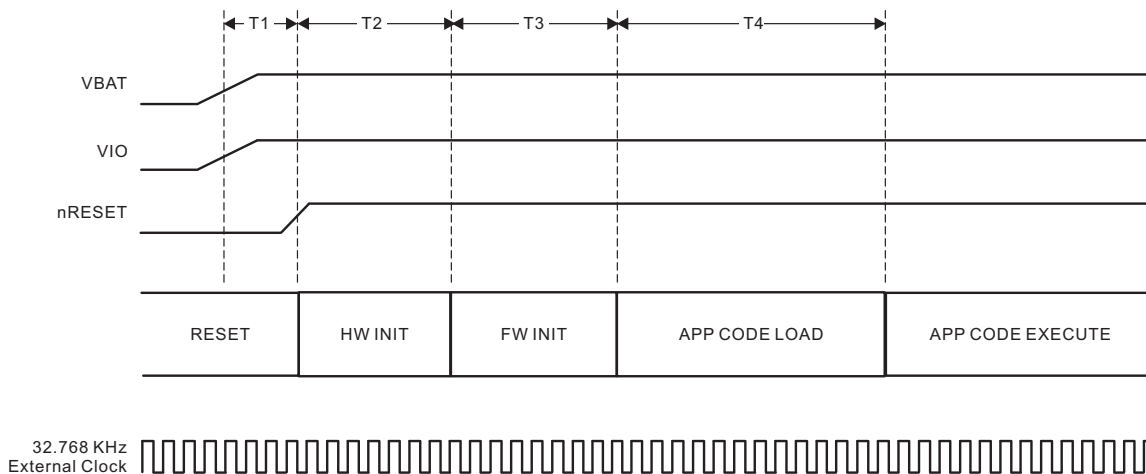 T1
T2
T3
T4
VBAT
VIO
nRESET
RESET
HW INIT
FW INIT
APP CODE LOAD
APP CODE EXECUTE
32.768 KHz
External Clock